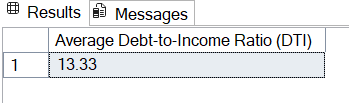 Results Messages
Average Debt-to-Income Ratio (DTI)
1 13.33